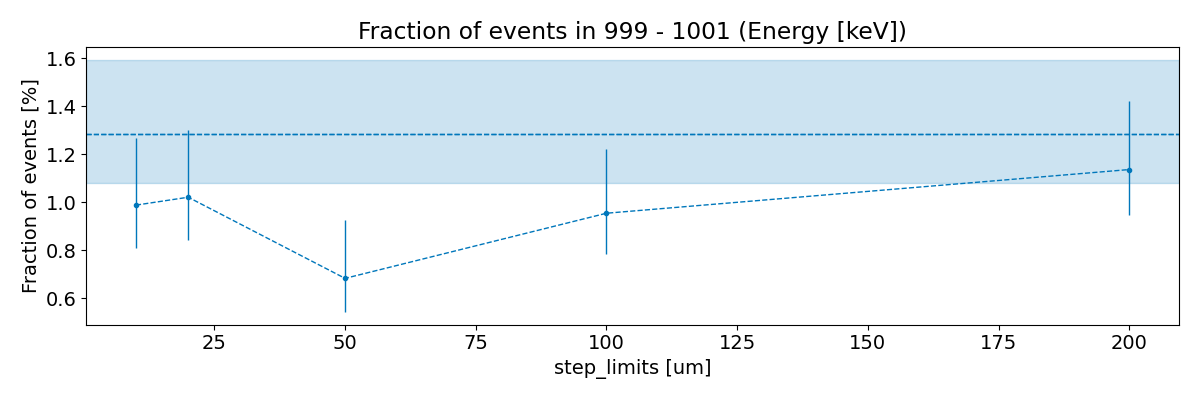 Fraction of events in 999 - 1001 (Energy [keV])
Fraction of events [%]
1.6
1.4
1.2
1.0
0.8
0.6
25 50 75 100 125 150 175 200
step_limits [um]